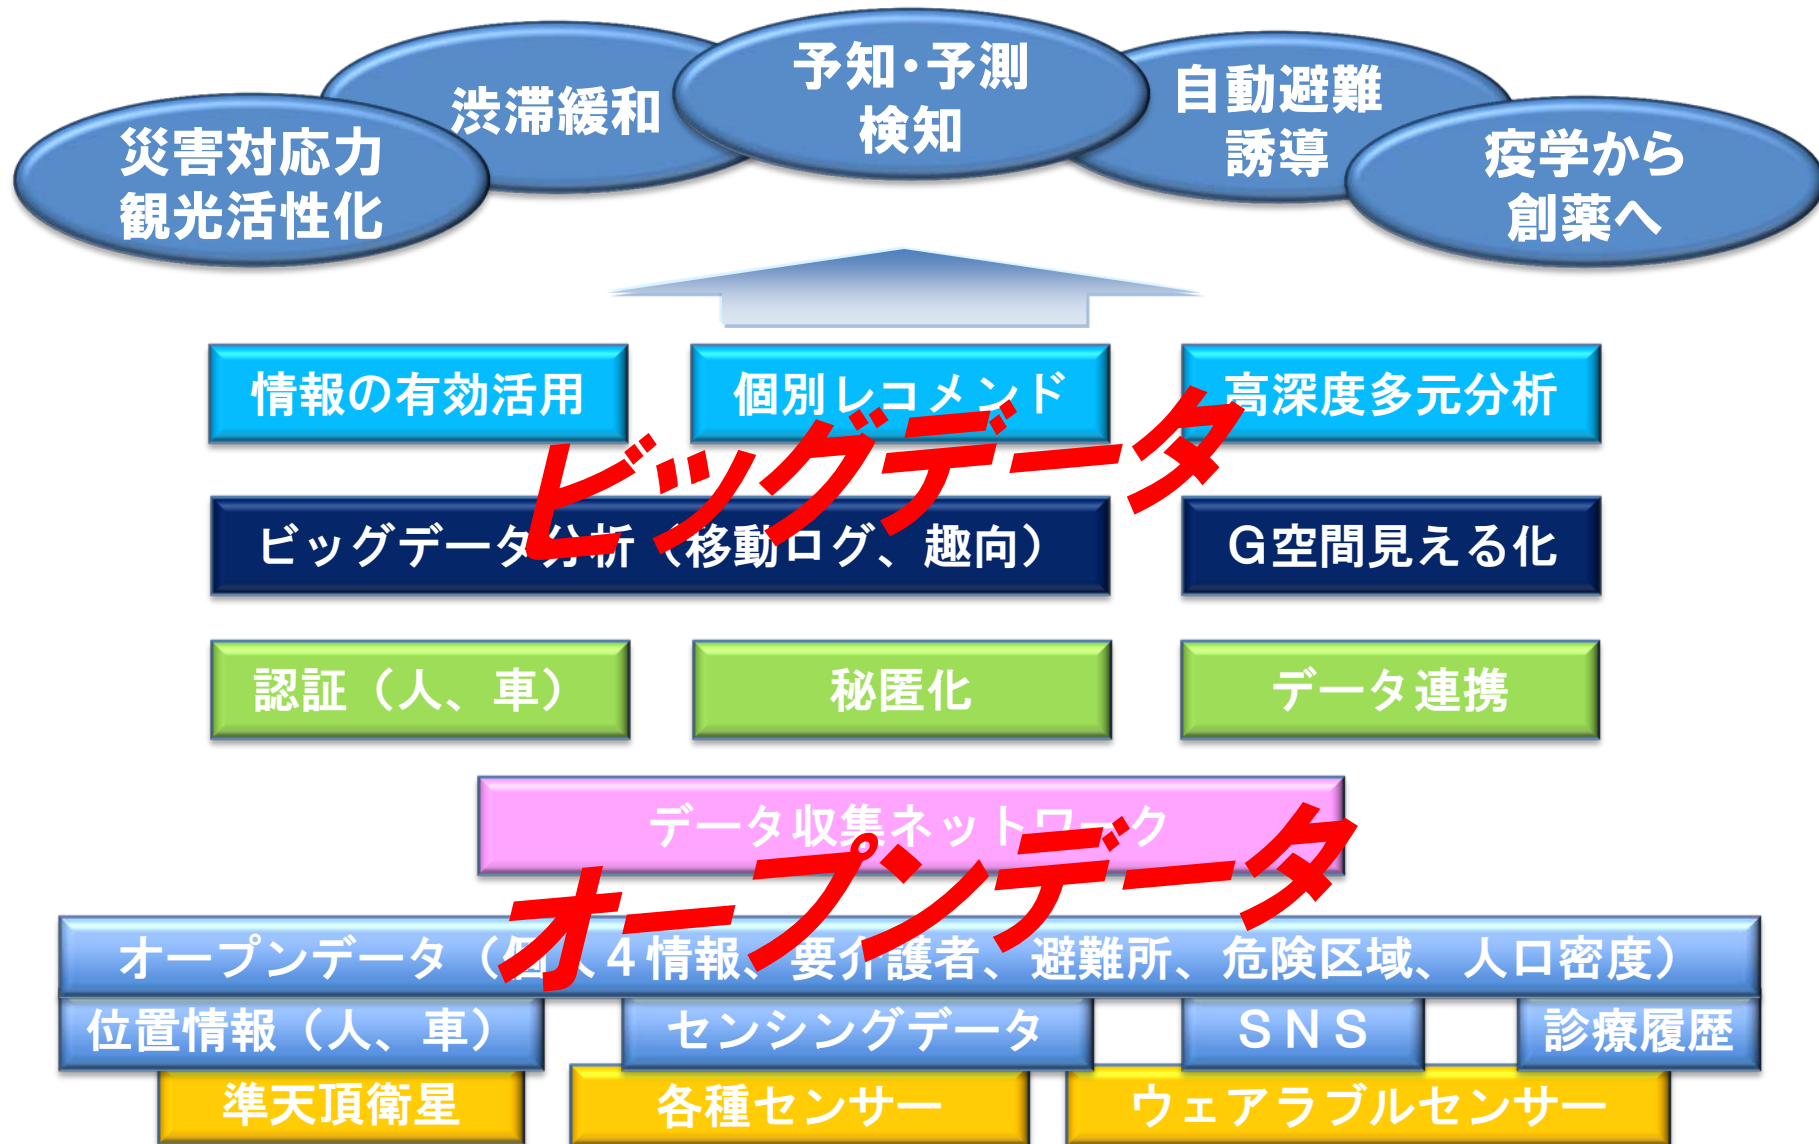 予知・予測
検知
渋滞緩和
自動避難
誘導
災害対応力
観光活性化
疫学から
創薬へ
情報の有効活用
個別レコメンド
高深度多元分析
ビッグデータ
ビッグデータ分析（移動ログ、趣向）
G空間見える化
認証（人、車）
秘匿化
データ連携
データ収集ネットワーク
オープンデータ
オープンデータ（個人４情報、要介護者、避難所、危険区域、人口密度）
位置情報（人、車）
センシングデータ
ＳＮＳ
診療履歴
準天頂衛星
各種センサー
ウェアラブルセンサー